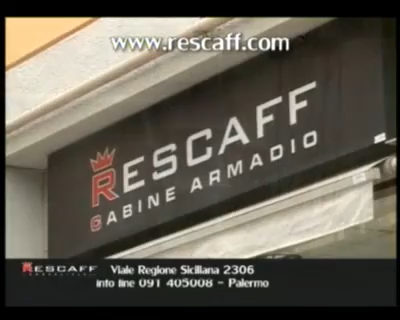 www.rescaff.com
RESCAFF
CABINE ARMADIO
RESCAFF
Viale Regione Siciliana 2306
info line 091 405008 - Palermo